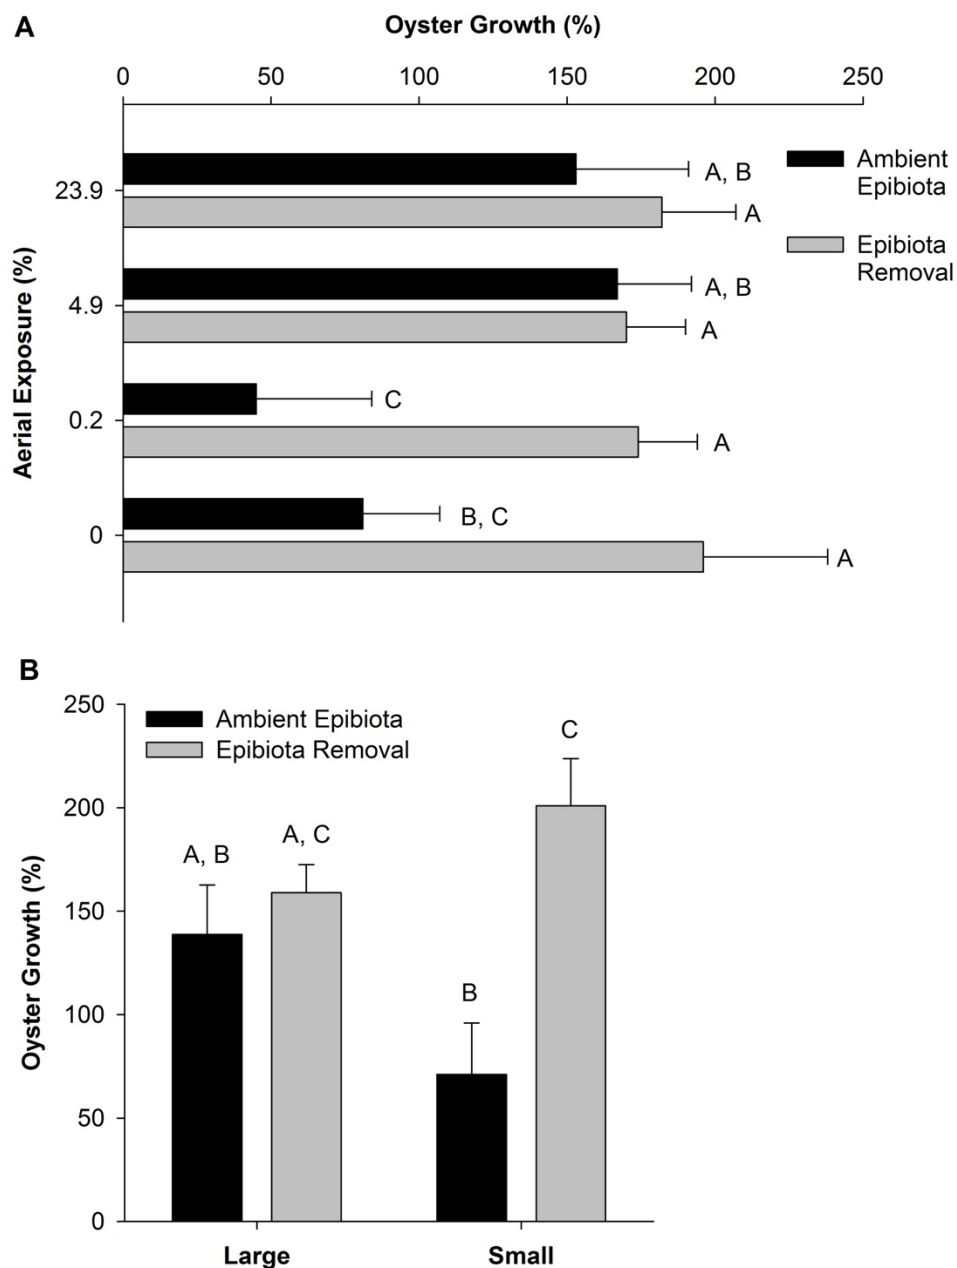 A
Oyster Growth (%)
0 50 100 150 200 250
Aerial Exposure (%)
23.9
A, B
A
4.9
A, B
A
0.2
C
A
0
B, C
A
Ambient
Epibiota
Epibiota
Removal
B
Oyster Growth (%)
250
200
150
100
50
0
Ambient Epibiota
Epibiota Removal
A, B
A, C
B
C
Large Small